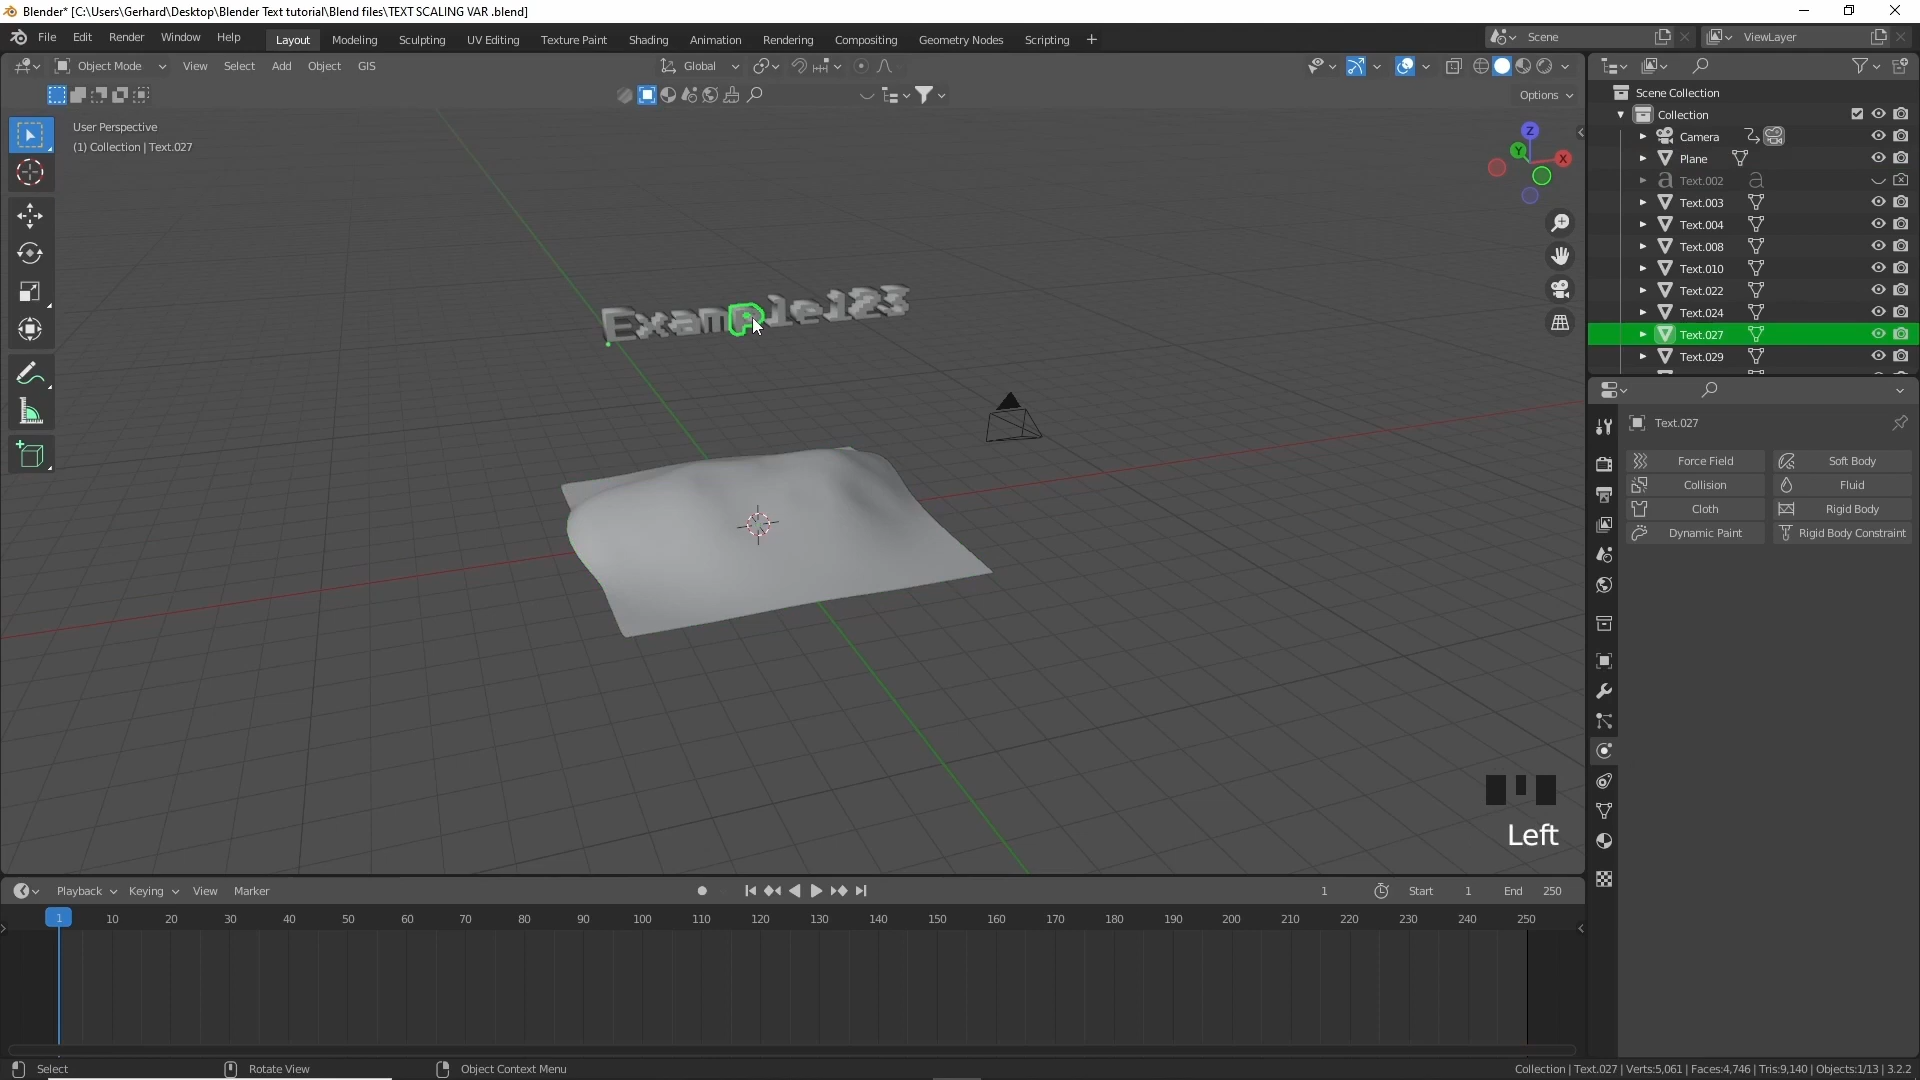 Blender* [C:\Users\Gerhard\Desktop\Blender Text tutorial\Blend files\TEXT SCALING VAR .blend]
File Edit Render Window Help Layout Modeling Sculpting UV Editing Texture Paint Shading Animation Rendering Compositing Geometry Nodes Scripting + Scene ViewLayer
Object Mode View Select Add Object GIS Global
Options
User Perspective
(1) Collection | Text.027
Z
Y
X
Example123
Left
Scene Collection
Collection
Camera
Plane
Text.002
Text.003
Text.004
Text.008
Text.010
Text.022
Text.024
Text.027
Text.029
Text.027
Force Field Soft Body
Collision Fluid
Cloth Rigid Body
Dynamic Paint Rigid Body Constraint
Playback Keying View Marker 1 Start 1 End 250
1 10 20 30 40 50 60 70 80 90 100 110 120 130 140 150 160 170 180 190 200 210 220 230 240 250
Select Rotate View Object Context Menu Collection | Text.027 | Verts:5,061 | Faces:4,746 | Tris:9,140 | Objects:1/13 | 3.2.2